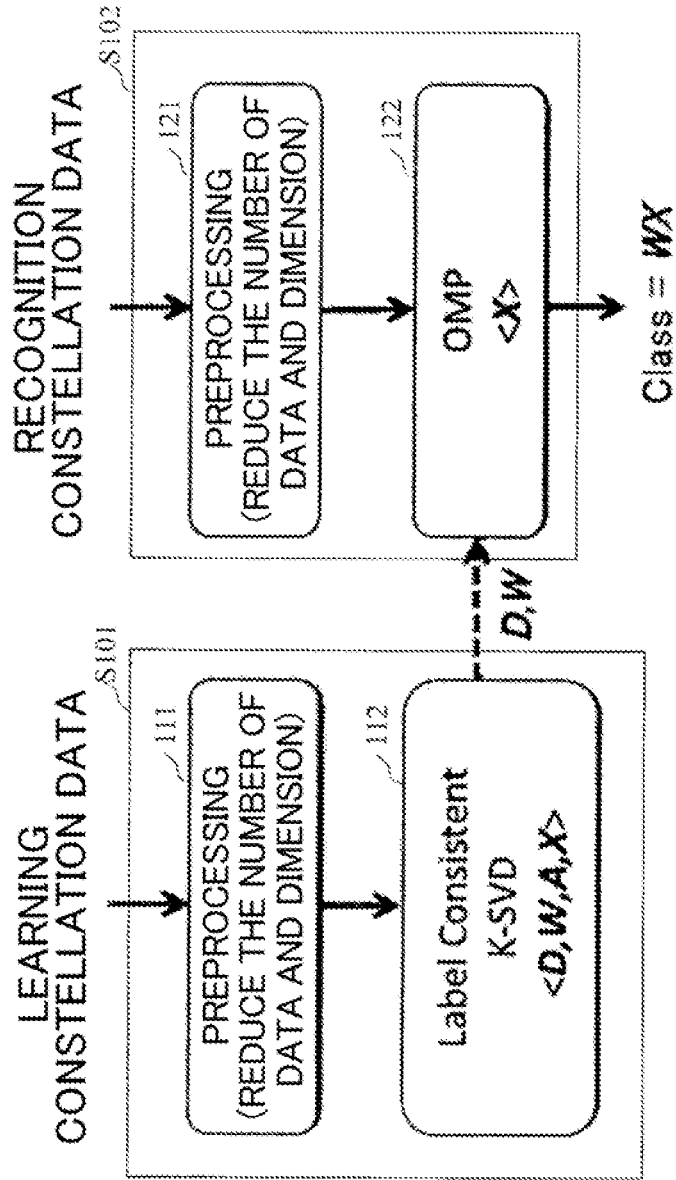 LEARNING
CONSTELLATION DATA
S101
111
PREPROCESSING
(REDUCE THE NUMBER OF
DATA AND DIMENSION)
112
Label Consistent
K-SVD
<D,W,A,X>
D,W
RECOGNITION
CONSTELLATION DATA
S102
121
PREPROCESSING
(REDUCE THE NUMBER OF
DATA AND DIMENSION)
122
OMP
<X>
Class = WX